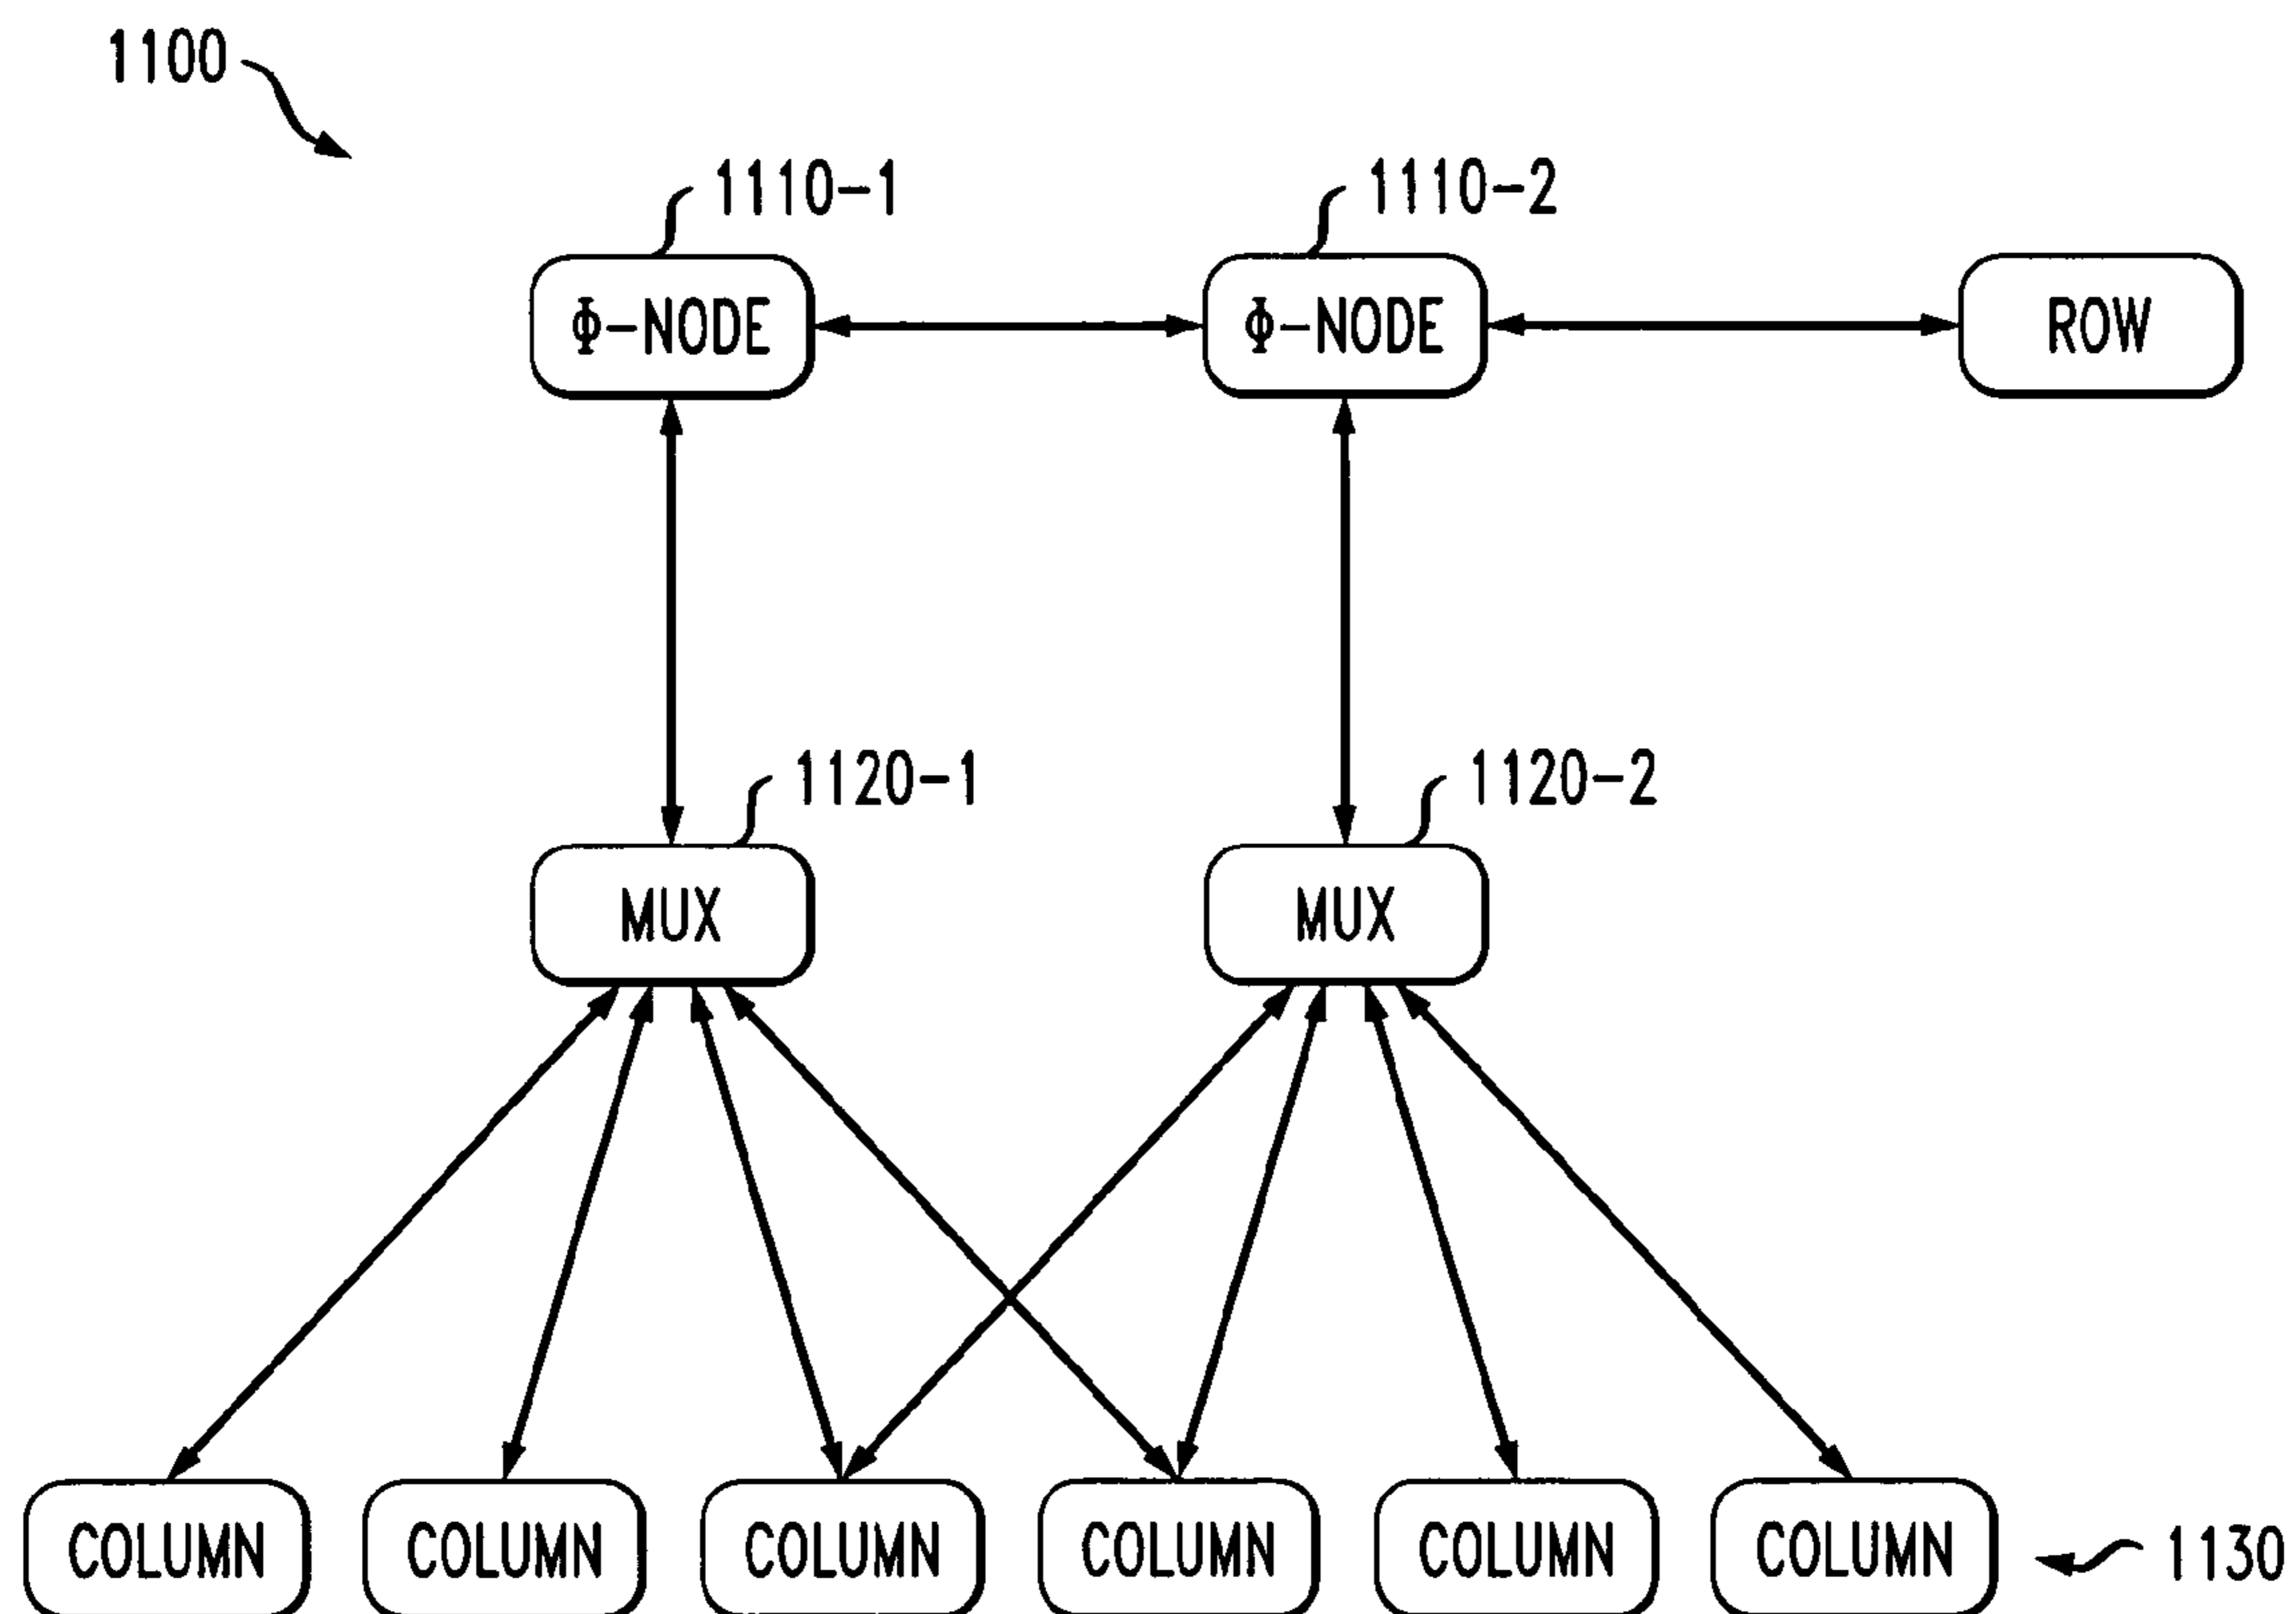 1100
1110-1
1110-2
Φ-NODE
Φ-NODE
ROW
1120-1
1120-2
MUX
MUX
COLUMN
COLUMN
COLUMN
COLUMN
COLUMN
COLUMN
1130